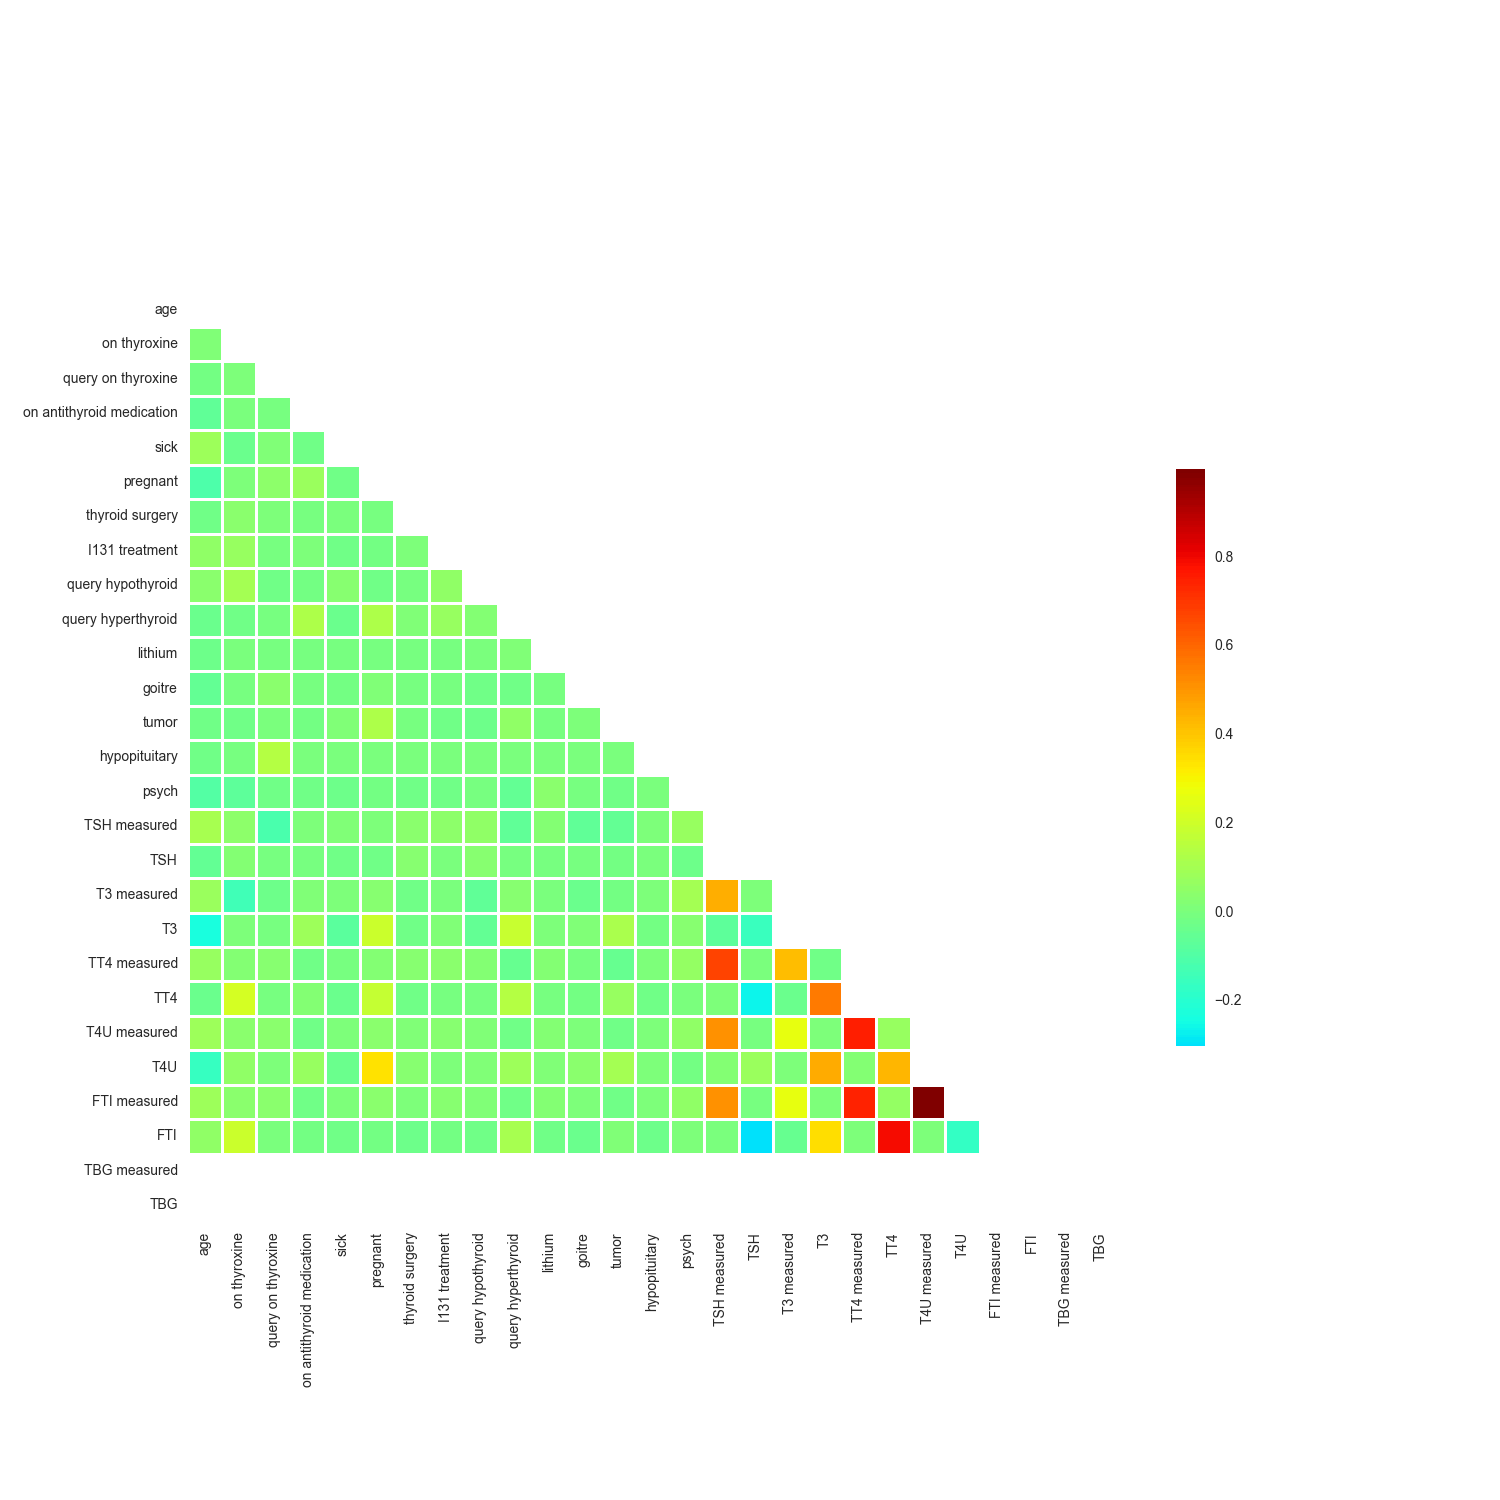 age
on thyroxine
query on thyroxine
on antithyroid medication
sick
pregnant
thyroid surgery
I131 treatment
query hypothyroid
query hyperthyroid
lithium
goitre
tumor
hypopituitary
psych
TSH measured
TSH
T3 measured
T3
TT4 measured
TT4
T4U measured
T4U
FTI measured
FTI
TBG measured
TBG
age
on thyroxine
query on thyroxine
on antithyroid medication
sick
pregnant
thyroid surgery
I131 treatment
query hypothyroid
query hyperthyroid
lithium
goitre
tumor
hypopituitary
psych
TSH measured
TSH
T3 measured
T3
TT4 measured
TT4
T4U measured
T4U
FTI measured
FTI
TBG measured
TBG
0.8
0.6
0.4
0.2
0.0
−0.2